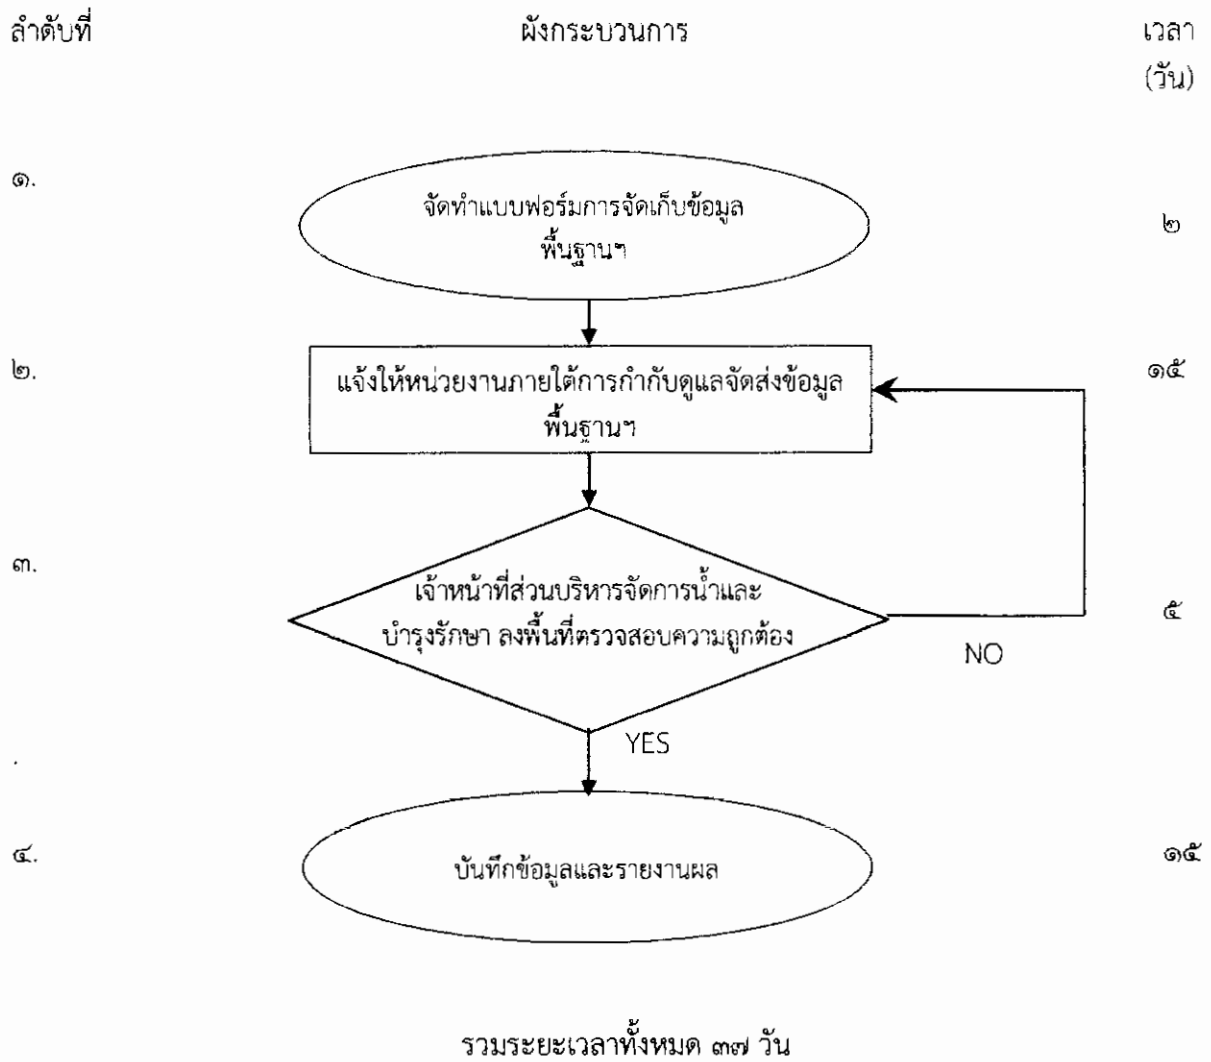 ลำดับที่ ผังกระบวนการ เวลา
(วัน)
๑.
จัดทำแบบฟอร์มการจัดเก็บข้อมูล
พื้นฐานฯ
๒
๒.
แจ้งให้หน่วยงานภายใต้การกำกับดูแลจัดส่งข้อมูล
พื้นฐานฯ
๑๕
๓.
เจ้าหน้าที่ส่วนบริหารจัดการน้ำและ
บำรุงรักษา ลงพื้นที่ตรวจสอบความถูกต้อง
๕
NO
YES
๔.
บันทึกข้อมูลและรายงานผล
๑๕
รวมระยะเวลาทั้งหมด ๓๗ วัน